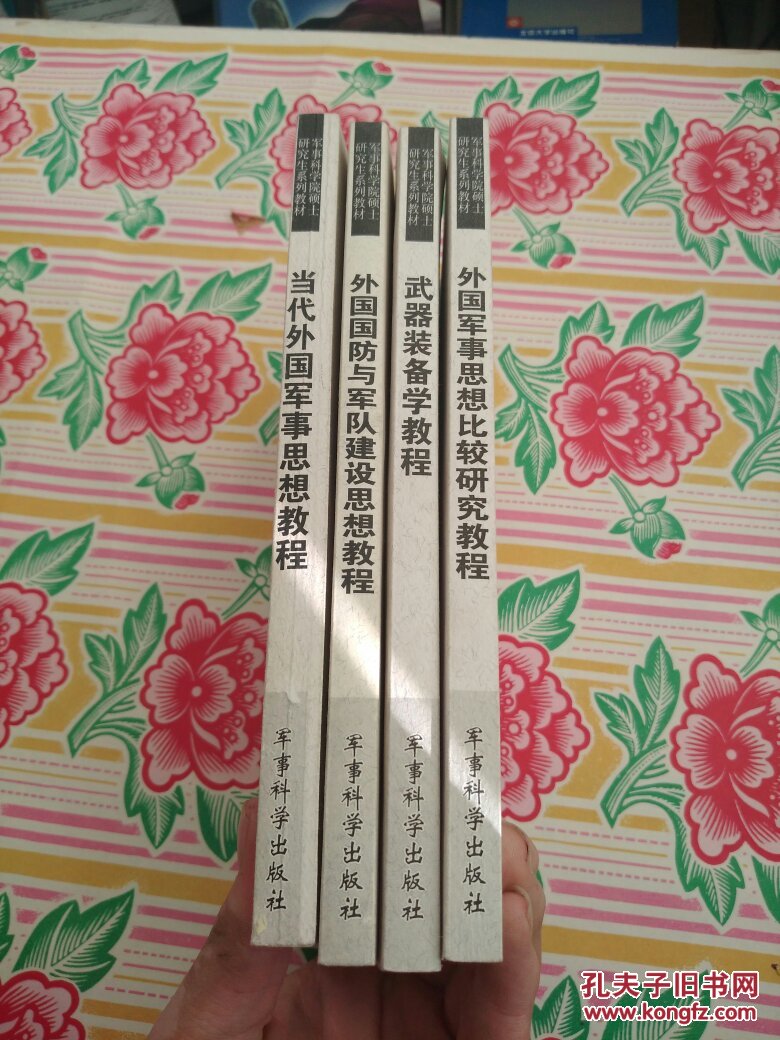 军事科学院硕士
研究生系列教材
当代外国军事思想教程
军事科学出版社
军事科学院硕士
研究生系列教材
外国国防与军队建设思想教程
军事科学出版社
军事科学院硕士
研究生系列教材
武器装备学教程
军事科学出版社
军事科学院硕士
研究生系列教材
外国军事思想比较研究教程
军事科学出版社
孔夫子旧书网
www.kongfz.com